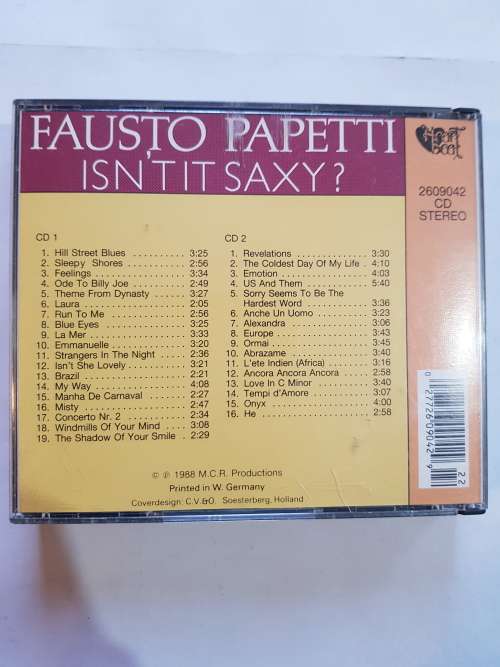 FAUSTO PAPETTI
ISN'T IT SAXY?
Heart Beat
2609042
CD
STEREO
CD 1
1. Hill Street Blues .......... 3:25
2. Sleepy Shores .......... 2:56
3. Feelings .......... 3:34
4. Ode To Billy Joe .......... 2:49
5. Theme From Dynasty .......... 3:27
6. Laura .......... 2:05
7. Run To Me .......... 2:56
8. Blue Eyes .......... 3:25
9. La Mer .......... 3:33
10. Emmanuelle .......... 3:20
11. Strangers In The Night .......... 2:36
12. Isn't She Lovely .......... 3:21
13. Brazil .......... 2:21
14. My Way .......... 4:08
15. Manha De Carnaval .......... 2:27
16. Misty .......... 2:47
17. Concerto Nr. 2 .......... 2:34
18. Windmills Of Your Mind ..... 3:08
19. The Shadow Of Your Smile .. 2:29
CD 2
1. Revelations .......... 3:30
2. The Coldest Day Of My Life . 4:10
3. Emotion .......... 4:03
4. US And Them .......... 5:40
5. Sorry Seems To Be The
Hardest Word .......... 3:36
6. Anche Un Uomo .......... 3:23
7. Alexandra .......... 3:06
8. Europe .......... 3:43
9. Ormai .......... 3:45
10. Abrazame .......... 3:40
11. L'ete Indien (Africa) .......... 3:16
12. Ancora Ancora Ancora ..... 2:58
13. Love In C Minor .......... 3:40
14. Tempi d'Amore .......... 3:07
15. Onyx .......... 4:00
16. He .......... 2:58
© ℗ 1988 M.C.R. Productions
Printed in W. Germany
Coverdesign: C.V.&O. Soesterberg, Holland
0 27726 09042 9
22